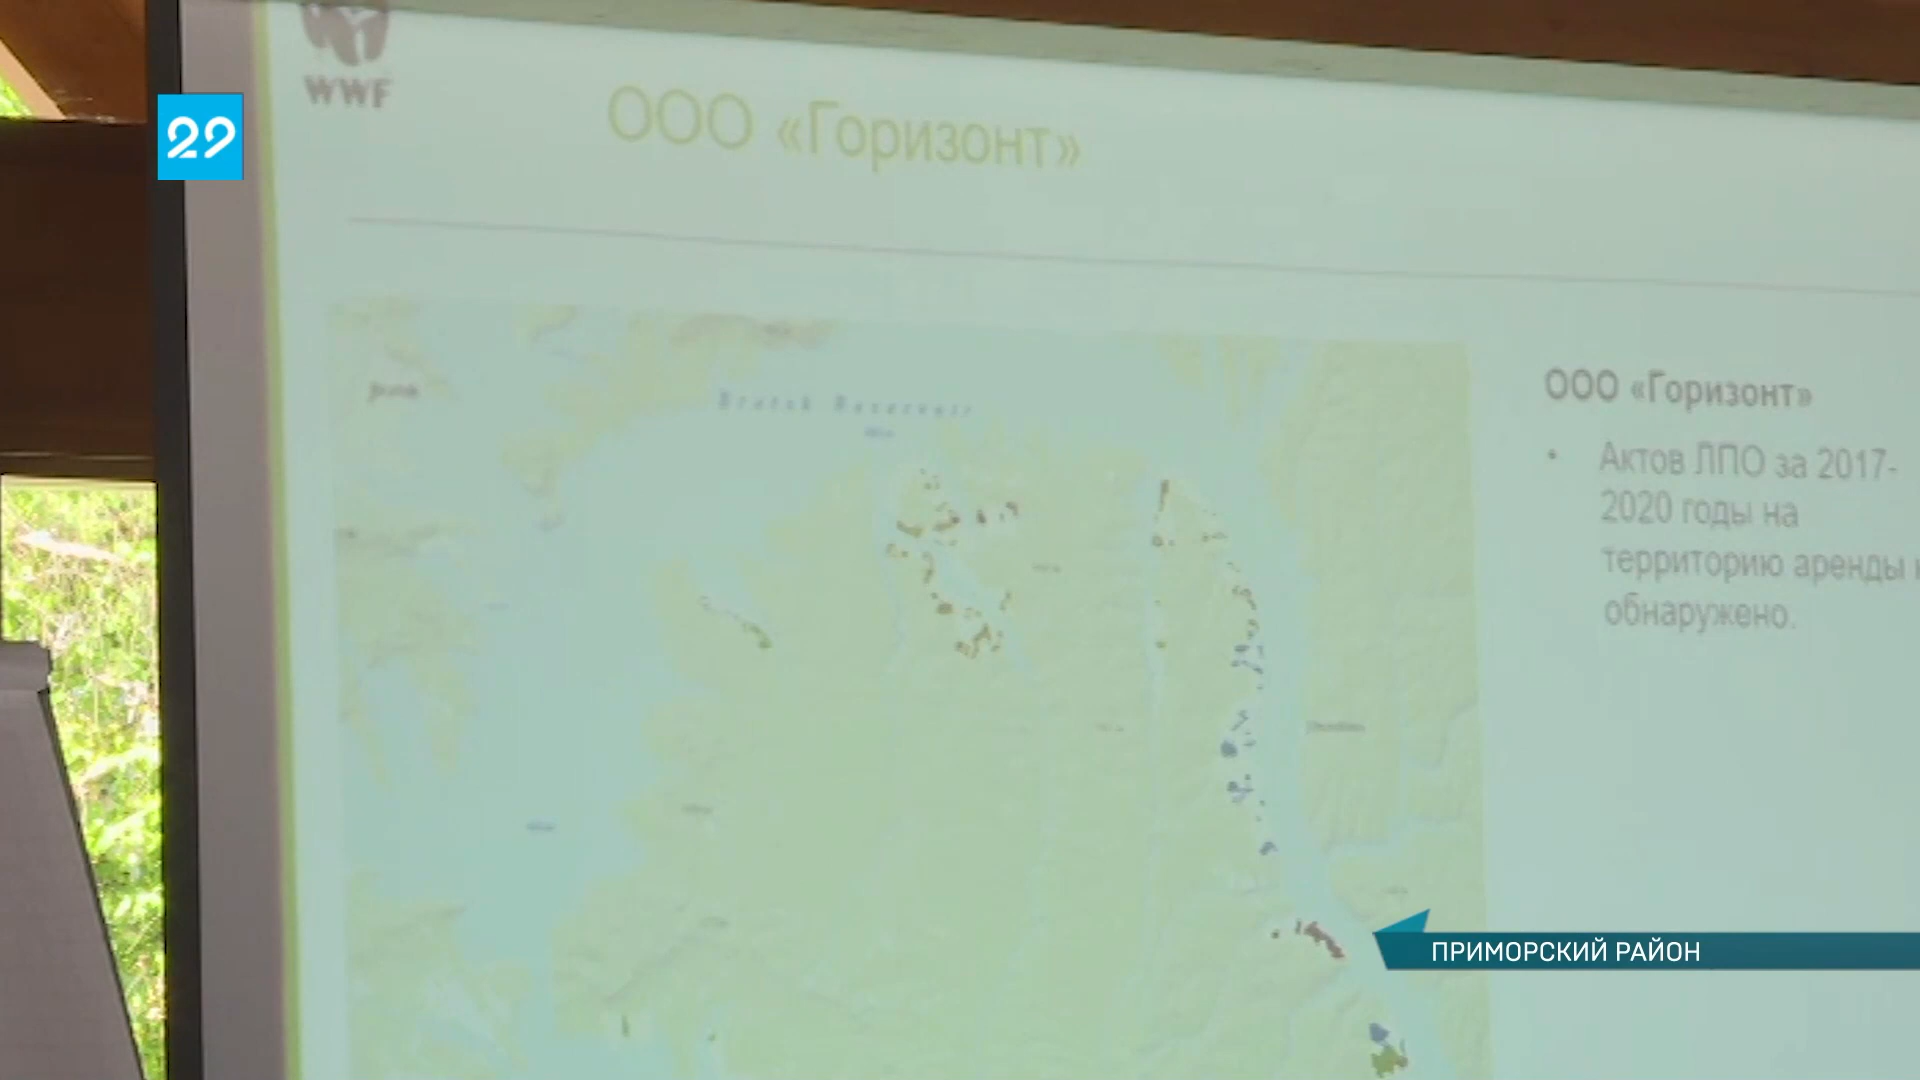 WWF
29
ООО «Горизонт»
Bratsk Reservoir
ООО «Горизонт»
• Актов ЛПО за 2017-
2020 годы на
территорию аренды
обнаружено.
ПРИМОРСКИЙ РАЙОН